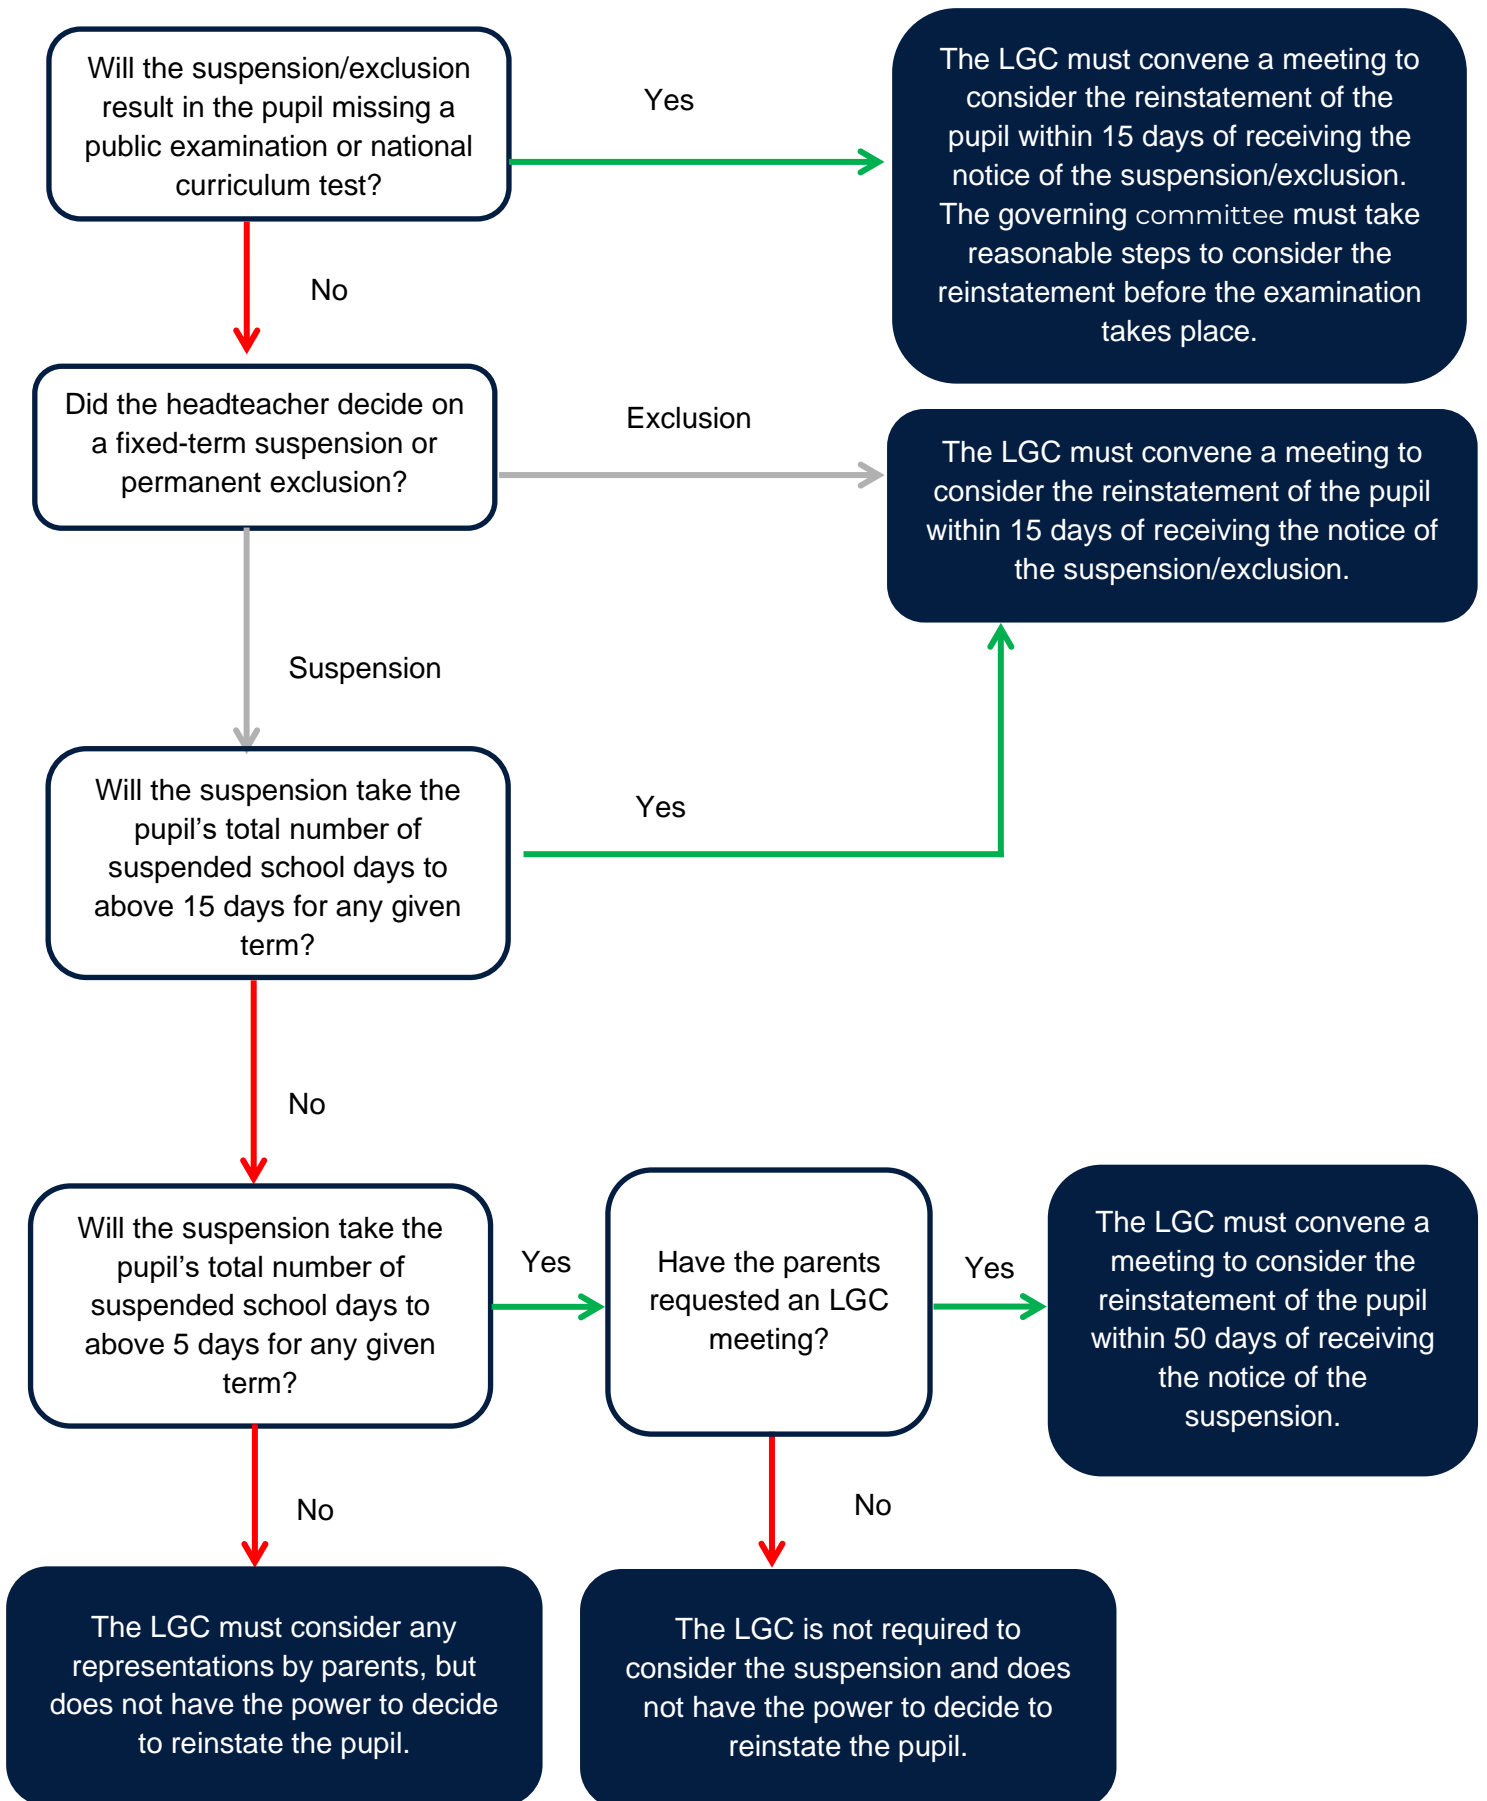 Will the suspension/exclusion
result in the pupil missing a
public examination or national
curriculum test?
Yes
The LGC must convene a meeting to
consider the reinstatement of the
pupil within 15 days of receiving the
notice of the suspension/exclusion.
The governing committee must take
reasonable steps to consider the
reinstatement before the examination
takes place.
No
Did the headteacher decide on
a fixed-term suspension or
permanent exclusion?
Exclusion
The LGC must convene a meeting to
consider the reinstatement of the pupil
within 15 days of receiving the notice of
the suspension/exclusion.
Suspension
Will the suspension take the
pupil’s total number of
suspended school days to
above 15 days for any given
term?
Yes
No
Will the suspension take the
pupil’s total number of
suspended school days to
above 5 days for any given
term?
Yes
Have the parents
requested an LGC
meeting?
Yes
The LGC must convene a
meeting to consider the
reinstatement of the pupil
within 50 days of receiving
the notice of the
suspension.
No
No
The LGC must consider any
representations by parents, but
does not have the power to decide
to reinstate the pupil.
The LGC is not required to
consider the suspension and does
not have the power to decide to
reinstate the pupil.